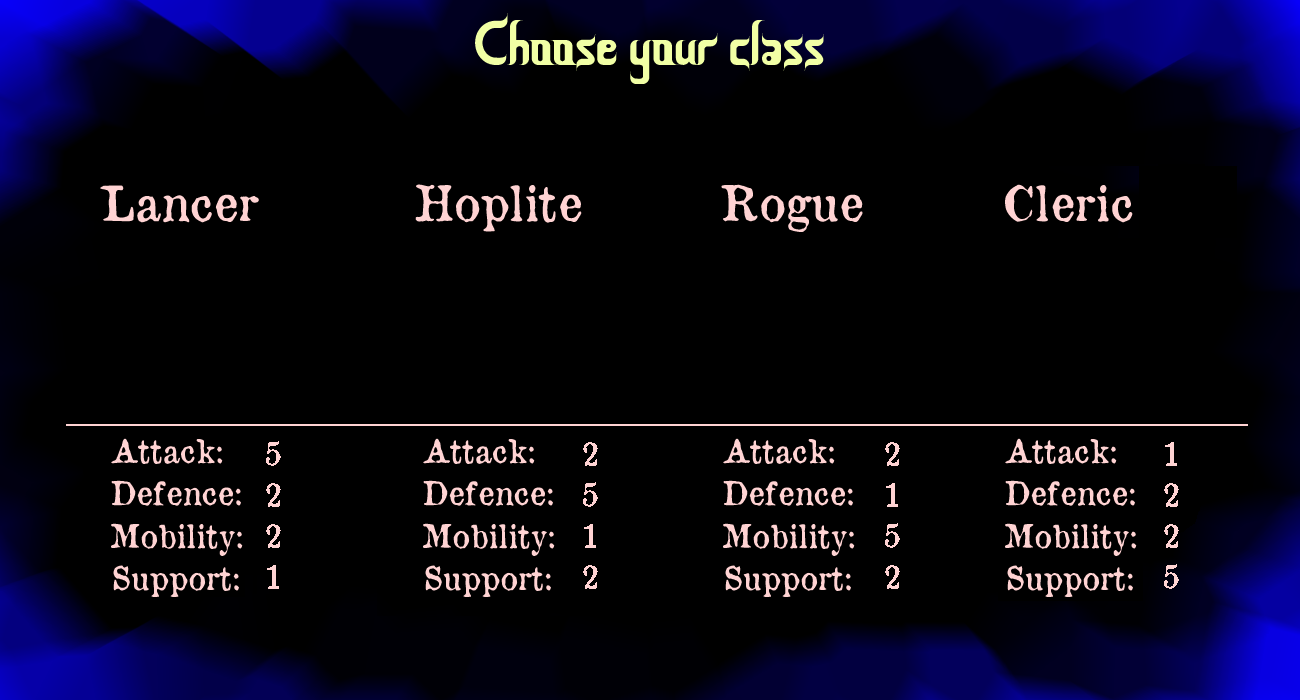 Choose your class
Lancer Hoplite Rogue Cleric
Attack: 5 Attack: 2 Attack: 2 Attack: 1
Defence: 2 Defence: 5 Defence: 1 Defence: 2
Mobility: 2 Mobility: 1 Mobility: 5 Mobility: 2
Support: 1 Support: 2 Support: 2 Support: 5